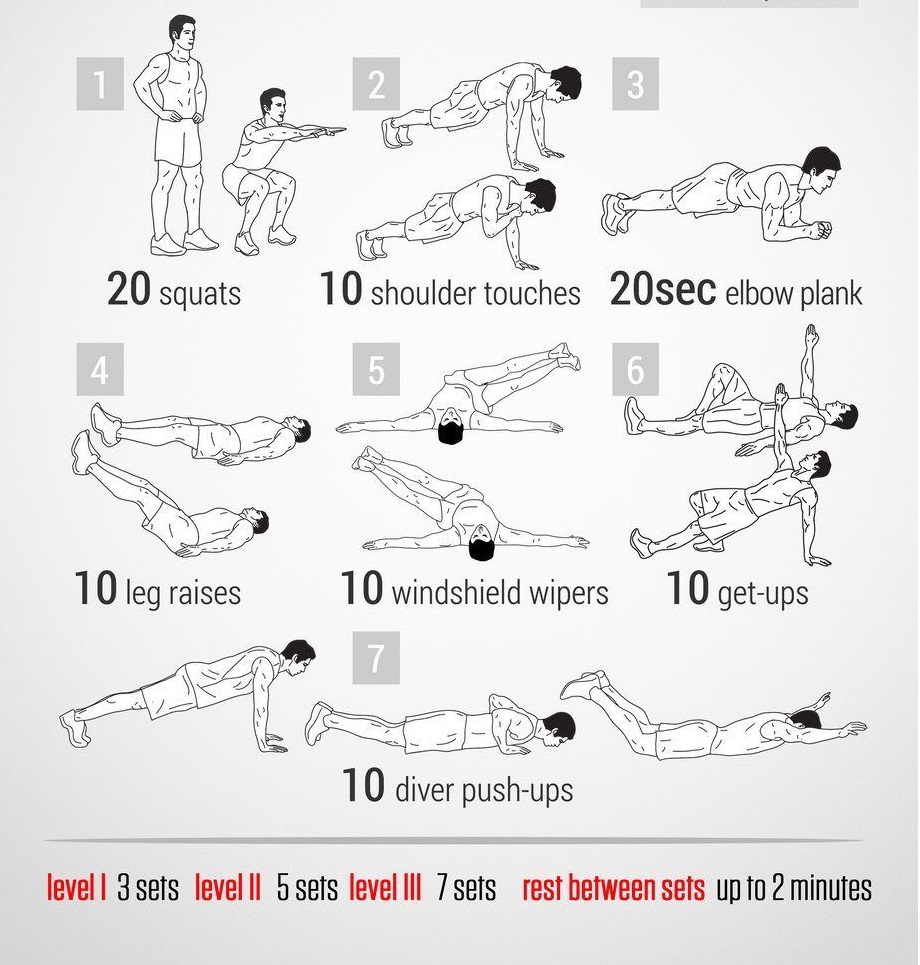 1
2
3
20 squats
10 shoulder touches
20sec elbow plank
4
5
6
10 leg raises
10 windshield wipers
10 get-ups
7
10 diver push-ups
level I 3 sets level II 5 sets level III 7 sets rest between sets up to 2 minutes